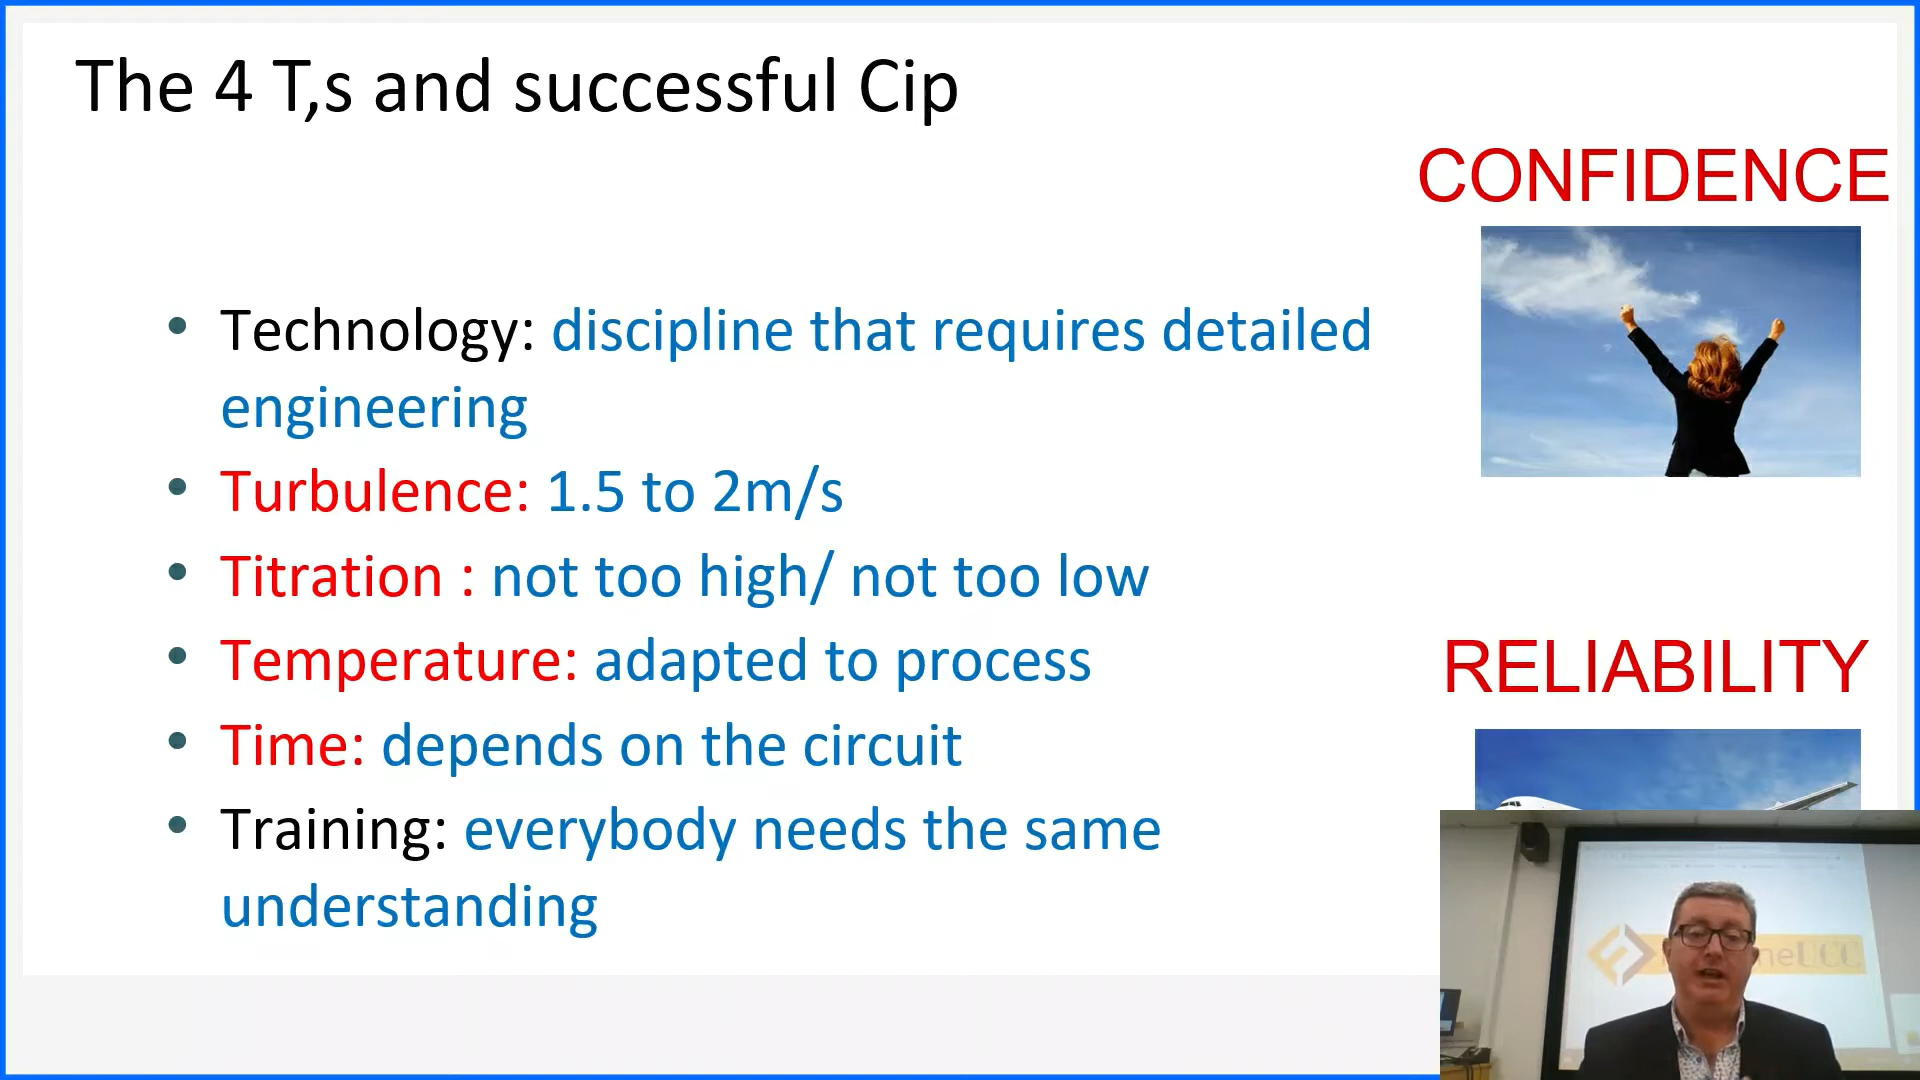 The 4 T,s and successful Cip
CONFIDENCE
• Technology: discipline that requires detailed
engineering
• Turbulence: 1.5 to 2m/s
• Titration : not too high/ not too low
• Temperature: adapted to process
• Time: depends on the circuit
• Training: everybody needs the same
understanding
RELIABILITY
UCC